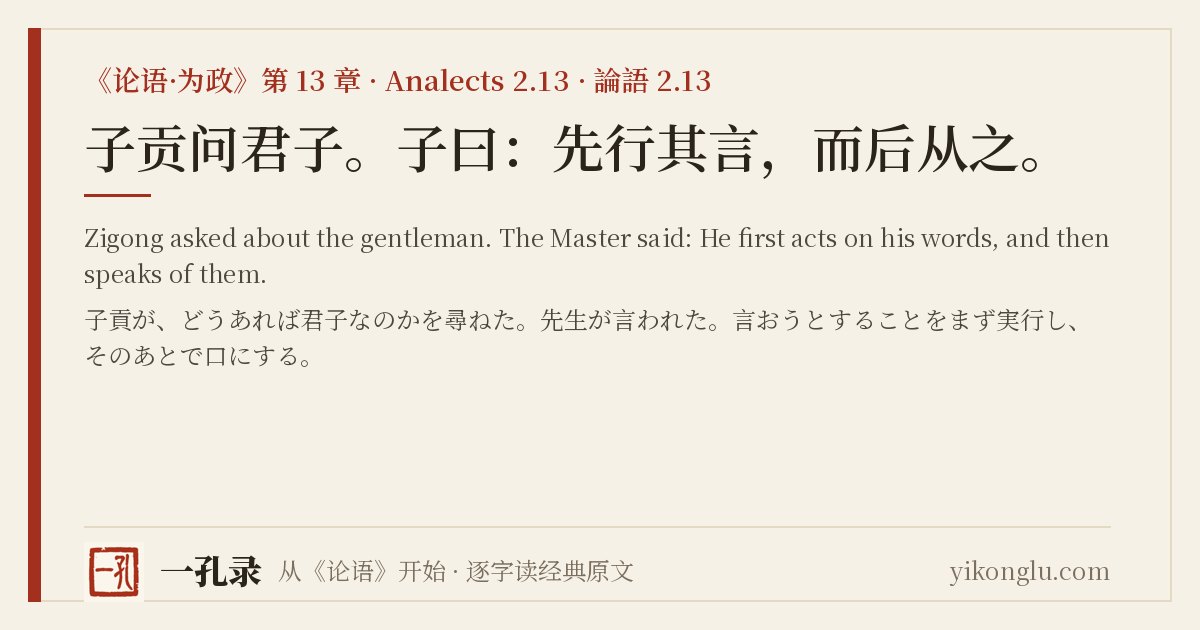 《论语·为政》第 13 章 · Analects 2.13 · 論語 2.13
子贡问君子。子曰：先行其言，而后从之。
Zigong asked about the gentleman. The Master said: He first acts on his words, and then
speaks of them.
子貢が、どうあれば君子なのかを尋ねた。先生が言われた。言おうとすることをまず実行し、
そのあとで口にする。
一孔
一孔录 从《论语》开始 · 逐字读经典原文 yikonglu.com